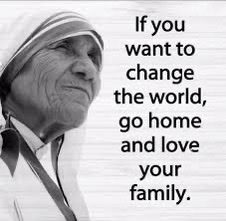 If you
want to
change
the world,
go home
and love
your
family.